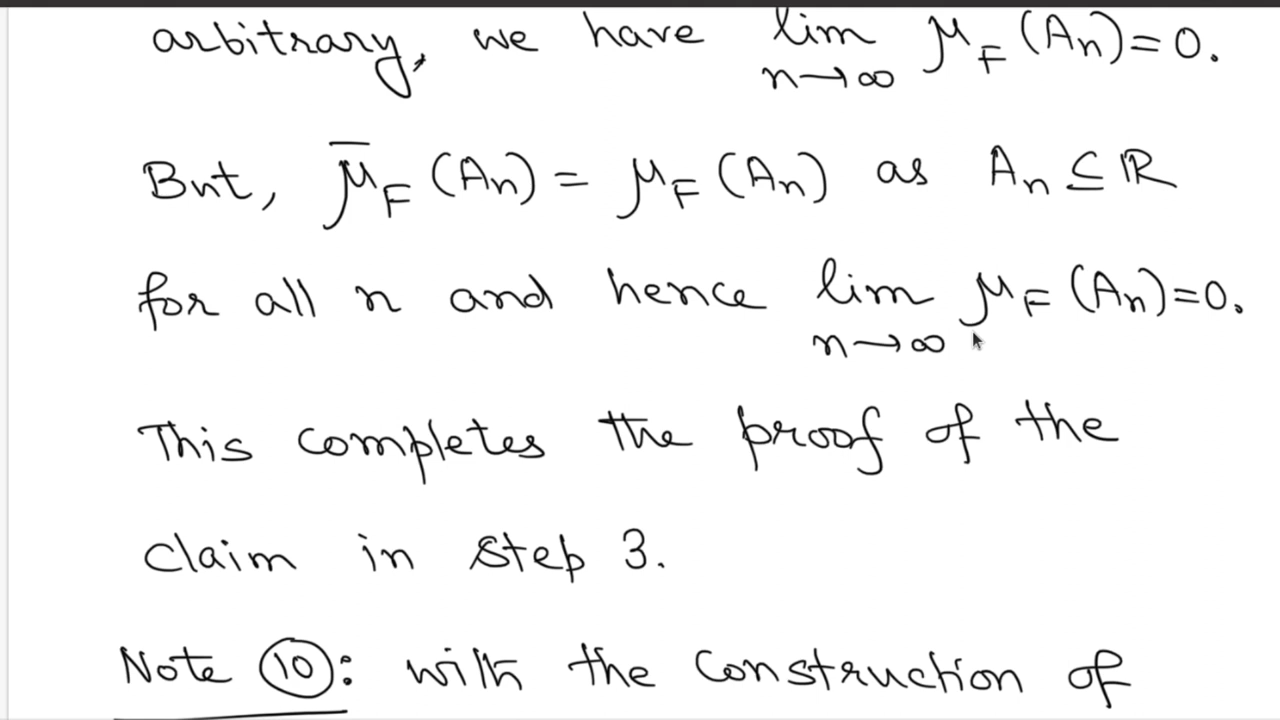 arbitrary, we have lim μ_F (A_n) = 0.
n→∞
But, μ̅_F (A_n) = μ_F (A_n) as A_n ⊆ ℝ
for all n and hence lim μ_F (A_n) = 0.
n→∞
This completes the proof of the
claim in step 3.
Note ⑩: with the construction of